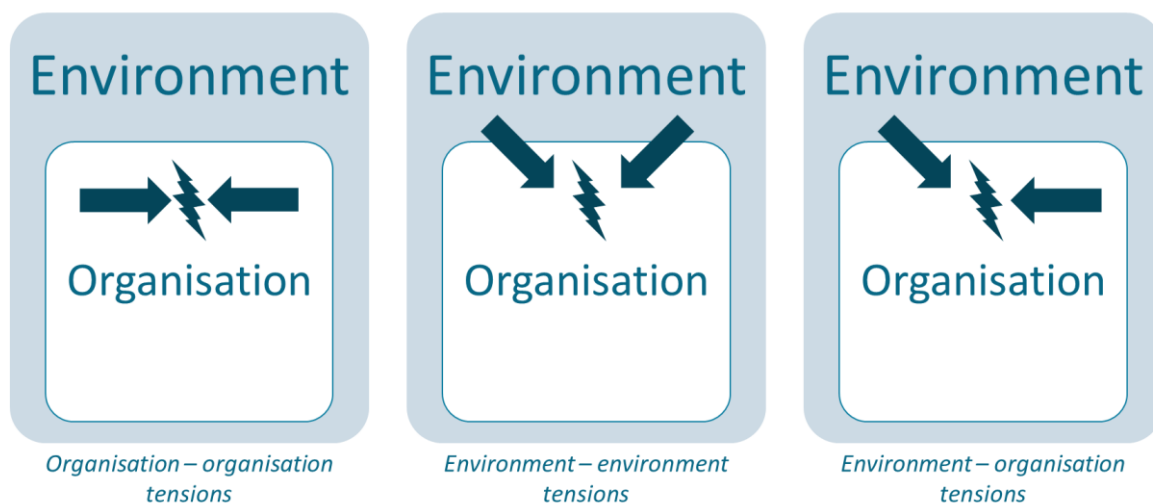 Environment
Organisation
Organisation – organisation
tensions
Environment
Organisation
Environment – environment
tensions
Environment
Organisation
Environment – organisation
tensions